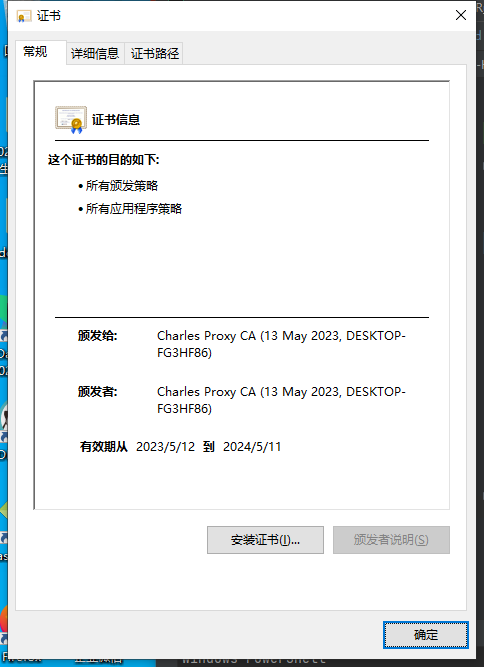 证书
常规
详细信息
证书路径
证书信息
这个证书的目的如下:
• 所有颁发策略
• 所有应用程序策略
颁发给:
Charles Proxy CA (13 May 2023, DESKTOP-
FG3HF86)
颁发者:
Charles Proxy CA (13 May 2023, DESKTOP-
FG3HF86)
有效期从 2023/5/12 到 2024/5/11
安装证书(I)...
颁发者说明(S)
确定
Windows PowerShell